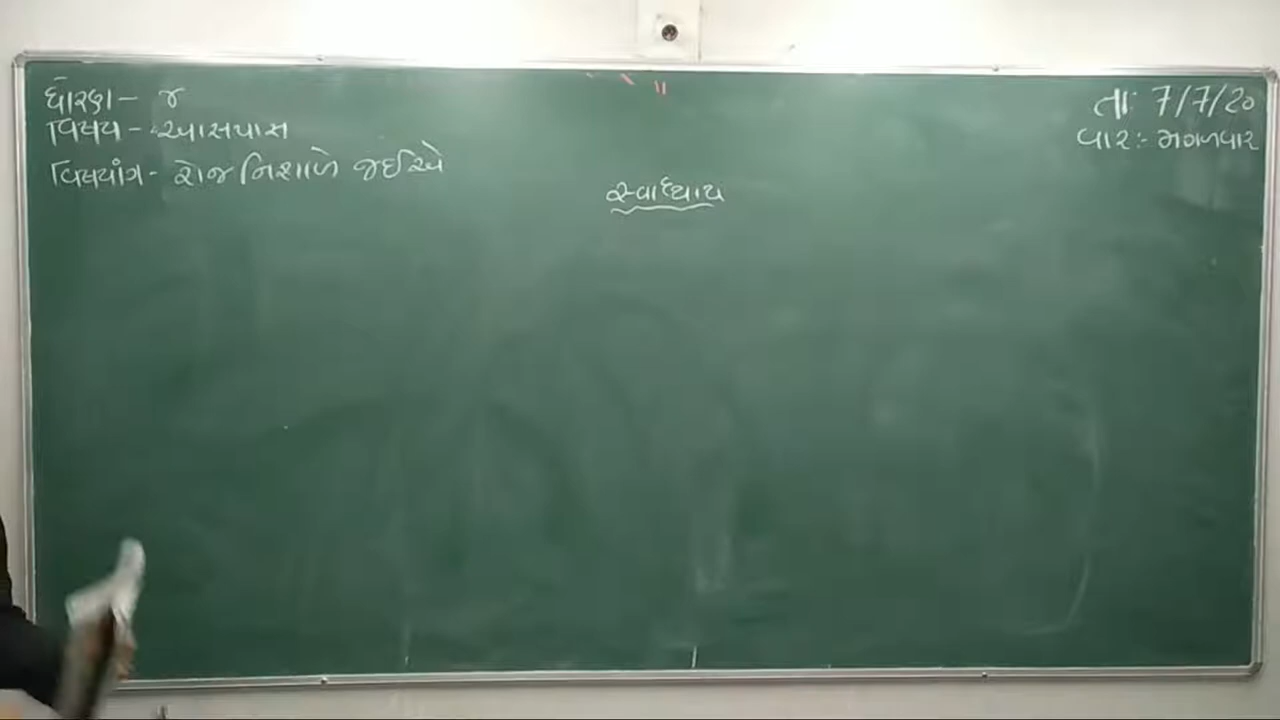 ધોરણ - ૪
વિષય - આસપાસ
વિષયાંગ - રોજ નિશાળે જઈએ
તા: 7/7/20
વાર :- મંગળવાર
સ્વાધ્યાય